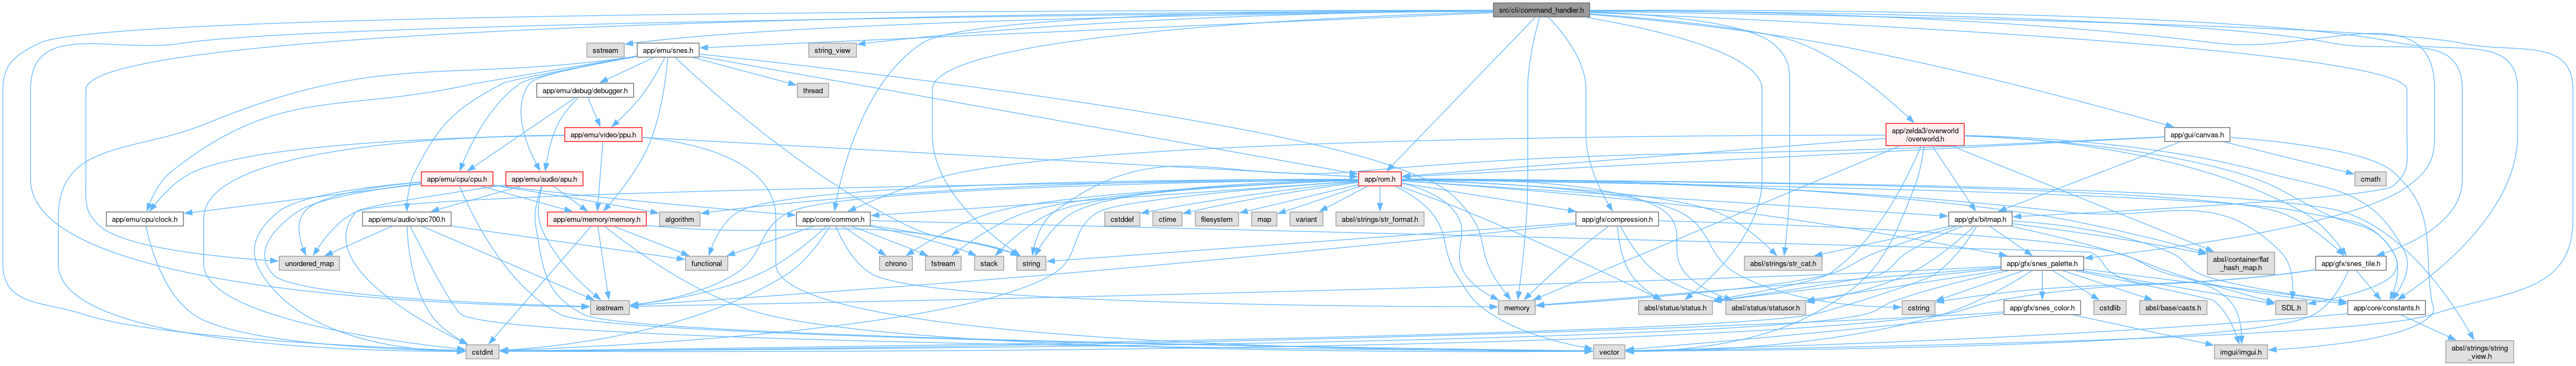 src/cli/command_handler.h
sstream
app/emu/snes.h
string_view
app/emu/debug/debugger.h
thread
app/emu/video/ppu.h
app/zelda3/overworld
/overworld.h
app/gui/canvas.h
app/emu/cpu/cpu.h
app/emu/audio/apu.h
app/rom.h
cmath
app/emu/cpu/clock.h
app/emu/audio/spc700.h
app/emu/memory/memory.h
algorithm
app/core/common.h
cstddef
ctime
filesystem
map
variant
absl/strings/str_format.h
app/gfx/compression.h
app/gfx/bitmap.h
unordered_map
functional
chrono
fstream
stack
string
absl/strings/str_cat.h
app/gfx/snes_palette.h
absl/container/flat
_hash_map.h
app/gfx/snes_tile.h
iostream
memory
absl/status/status.h
absl/status/statusor.h
cstring
app/gfx/snes_color.h
cstdlib
absl/base/casts.h
SDL.h
app/core/constants.h
cstdint
vector
imgui/imgui.h
absl/strings/string
_view.h